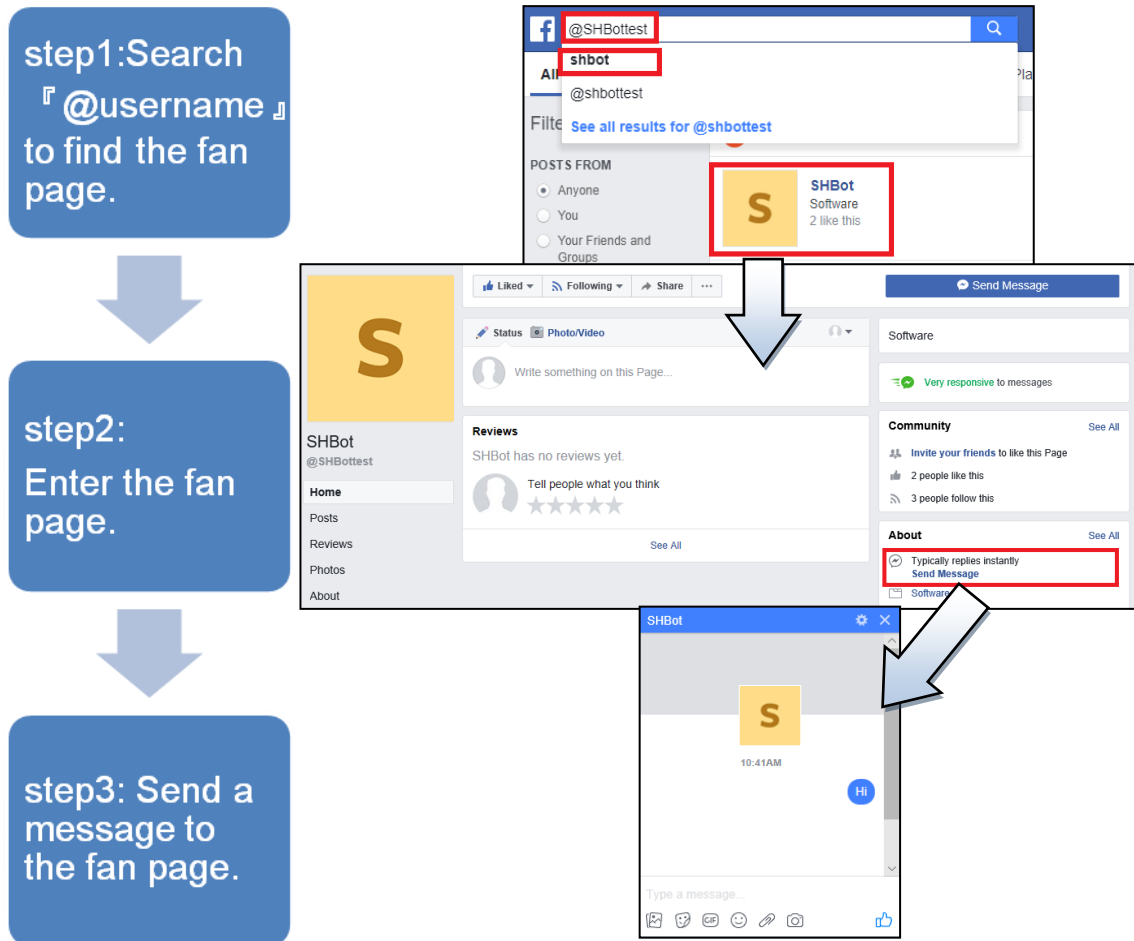 step1:Search
『@username』
to find the fan
page.
step2:
Enter the fan
page.
step3: Send a
message to
the fan page.
@SHBottest
shbot
@shbottest
See all results for @shbottest
All
Pla
Filte
POSTS FROM
Anyone
You
Your Friends and
Groups
S
SHBot
Software
2 like this
S
SHBot
@SHBottest
Home
Posts
Reviews
Photos
About
Liked
Following
Share
Status
Photo/Video
Write something on this Page...
Reviews
SHBot has no reviews yet.
Tell people what you think
See All
Send Message
Software
Very responsive to messages
Community
See All
Invite your friends to like this Page
2 people like this
3 people follow this
About
See All
Typically replies instantly
Send Message
Software
SHBot
S
10:41AM
Hi
Type a message...
GIF